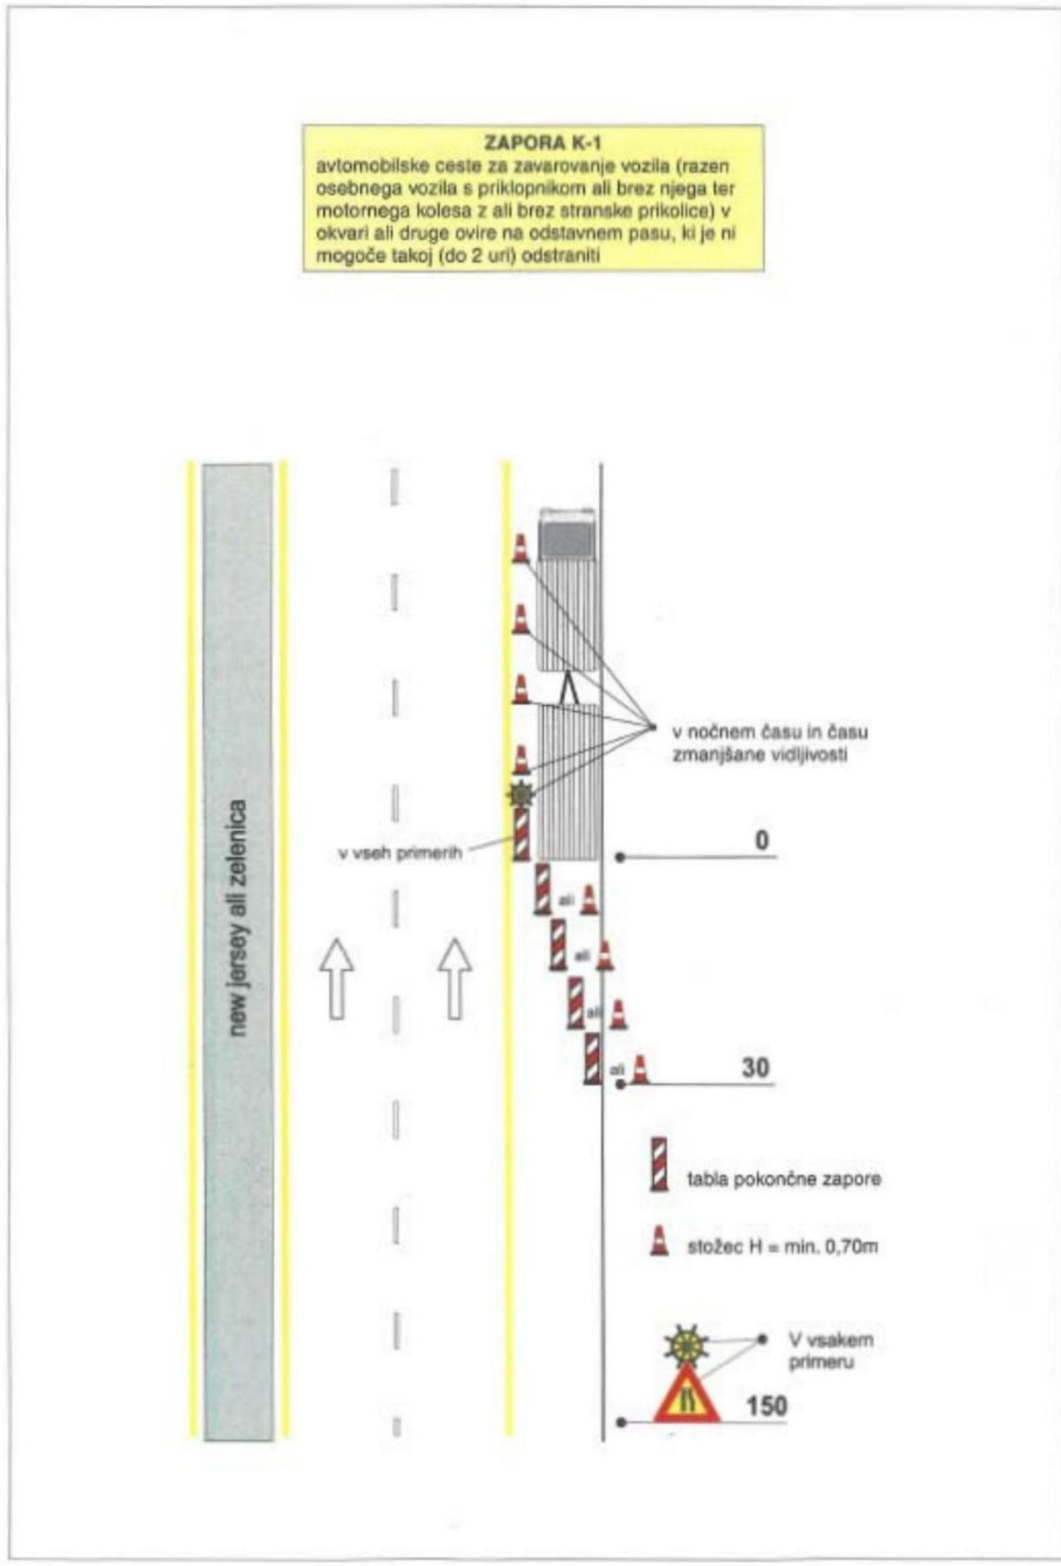 ZAPORA K-1
avtomobilske ceste za zavarovanje vozila (razen
osebnega vozila s priklopnikom ali brez njega ter
motornega kolesa z ali brez stranske prikolice) v
okvari ali druge ovire na odstavnem pasu, ki je ni
mogoče takoj (do 2 uri) odstraniti
new jersey ali zelenica
v nočnem času in času
zmanjšane vidljivosti
v vseh primerih
0
ali
ali
ali
ali
30
tabla pokončne zapore
stožec H = min. 0,70m
V vsakem
primeru
150